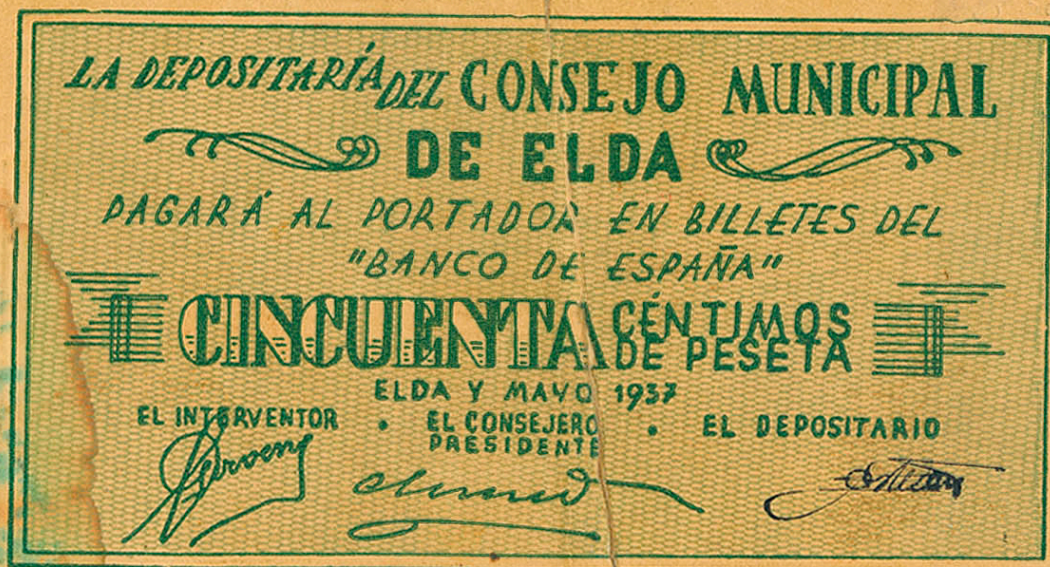 LA DEPOSITARÍA DEL CONSEJO MUNICIPAL
DE ELDA
PAGARÁ AL PORTADOR EN BILLETES DEL
"BANCO DE ESPAÑA"
CINCUENTA CÉNTIMOS
DE PESETA
ELDA Y MAYO 1937
EL INTERVENTOR • EL CONSEJERO • EL DEPOSITARIO
PRESIDENTE